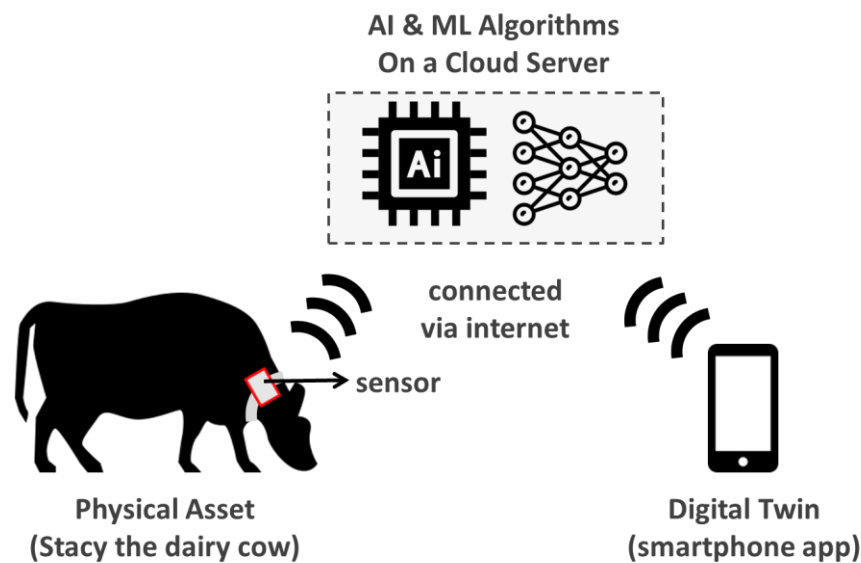 AI & ML Algorithms
On a Cloud Server
Ai
connected
via internet
sensor
Physical Asset
(Stacy the dairy cow)
Digital Twin
(smartphone app)